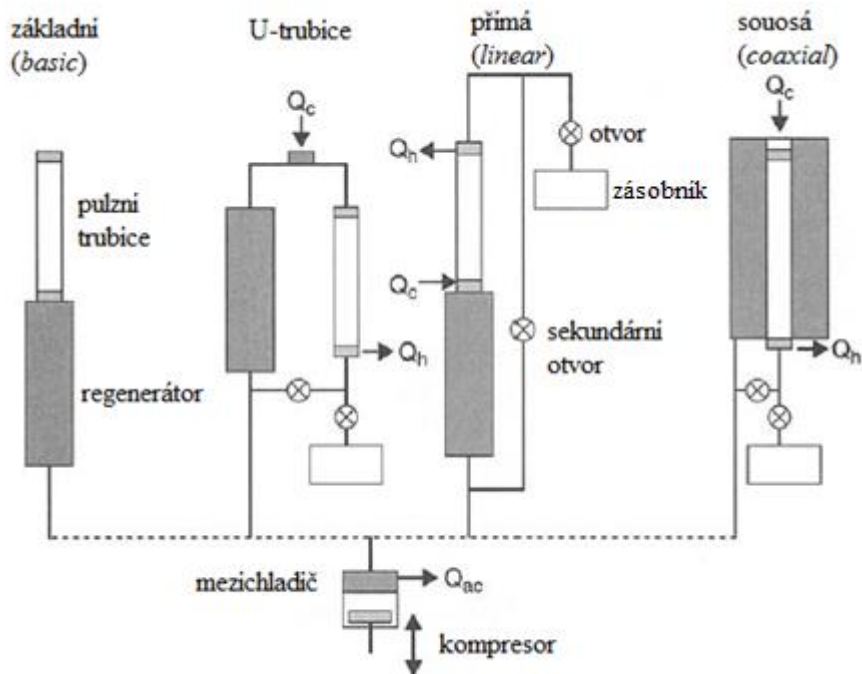 základní
(basic)
U-trubice
přímá
(linear)
souosá
(coaxial)
Qc
Qc
Qh
otvor
zásobník
pulzní
trubice
Qc
Qh
sekundární
otvor
Qh
regenerátor
mezichladič
Qac
kompresor